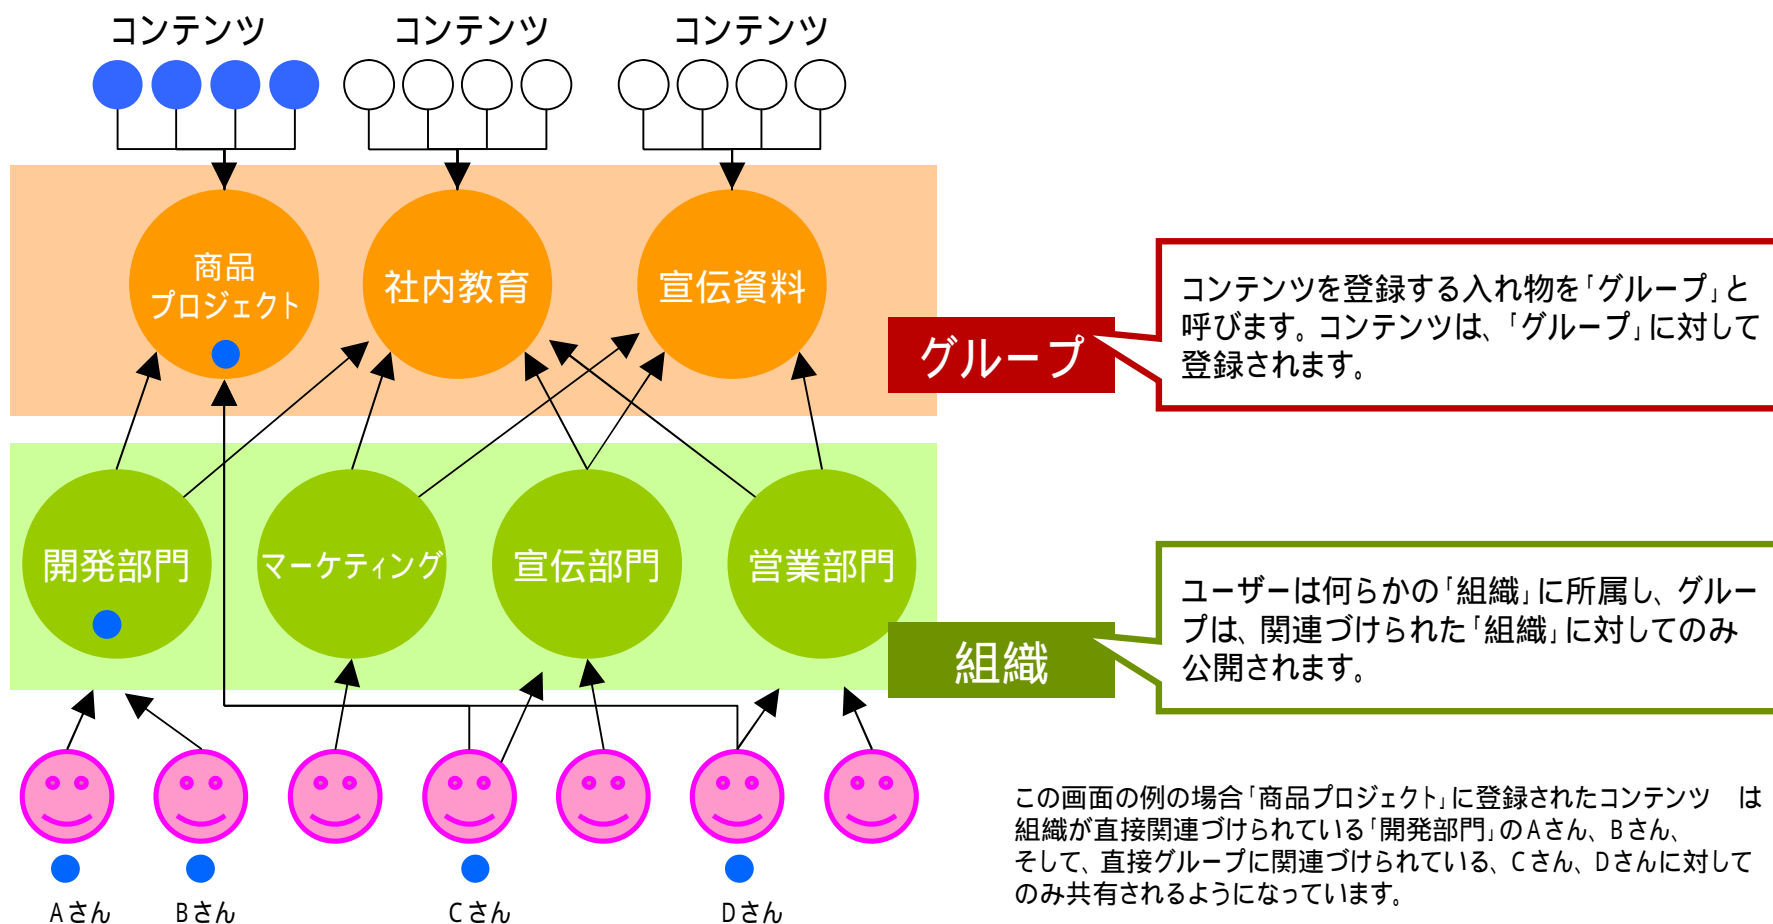 コンテンツ
コンテンツ
コンテンツ
商品
プロジェクト
社内教育
宣伝資料
グループ
コンテンツを登録する入れ物を「グループ」と
呼びます。コンテンツは、「グループ」に対して
登録されます。
開発部門
マーケティング
宣伝部門
営業部門
組織
ユーザーは何らかの「組織」に所属し、グルー
プは、関連づけられた「組織」に対してのみ
公開されます。
Aさん
Bさん
Cさん
Dさん
この画面の例の場合「商品プロジェクト」に登録されたコンテンツ　は
組織が直接関連づけられている「開発部門」のAさん、Bさん、
そして、直接グループに関連づけられている、Cさん、Dさんに対して
のみ共有されるようになっています。